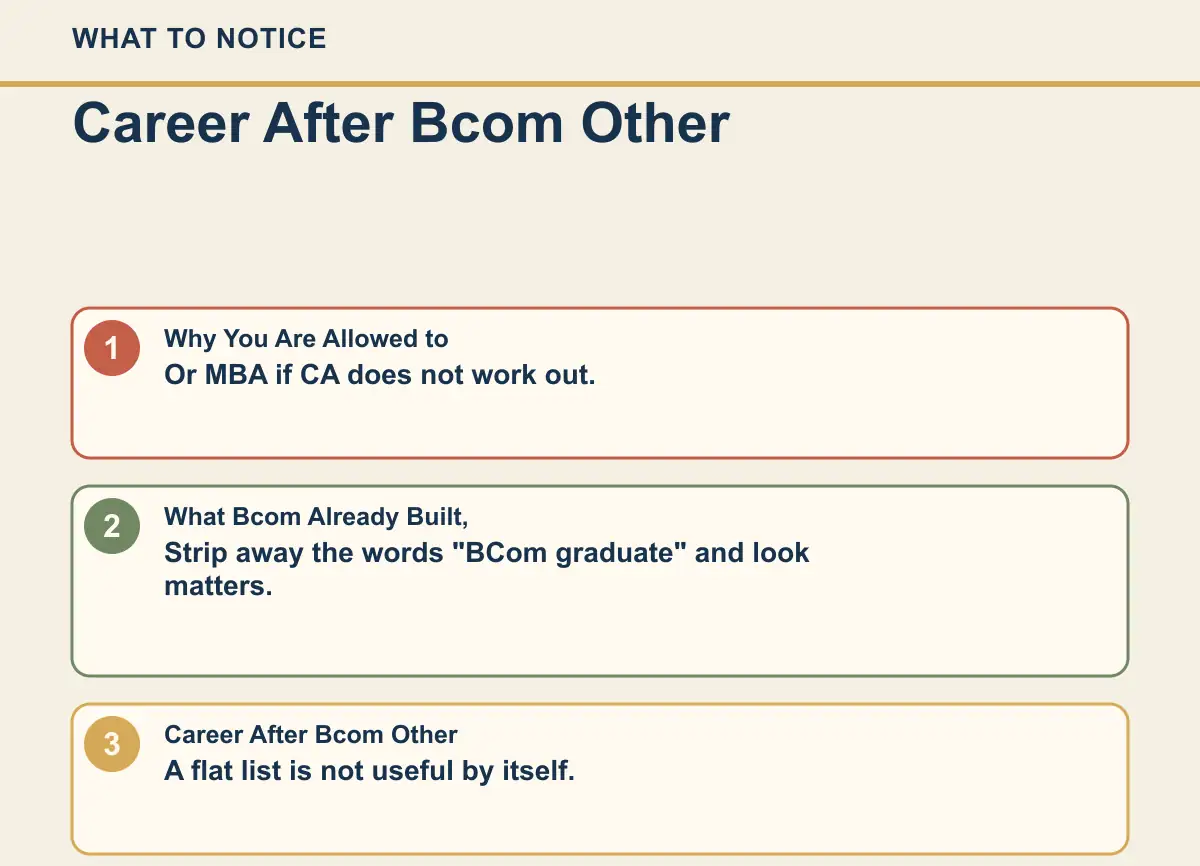 WHAT TO NOTICE
Career After Bcom Other
1
Why You Are Allowed to
Or MBA if CA does not work out.
2
What Bcom Already Built,
Strip away the words "BCom graduate" and look
matters.
3
Career After Bcom Other
A flat list is not useful by itself.